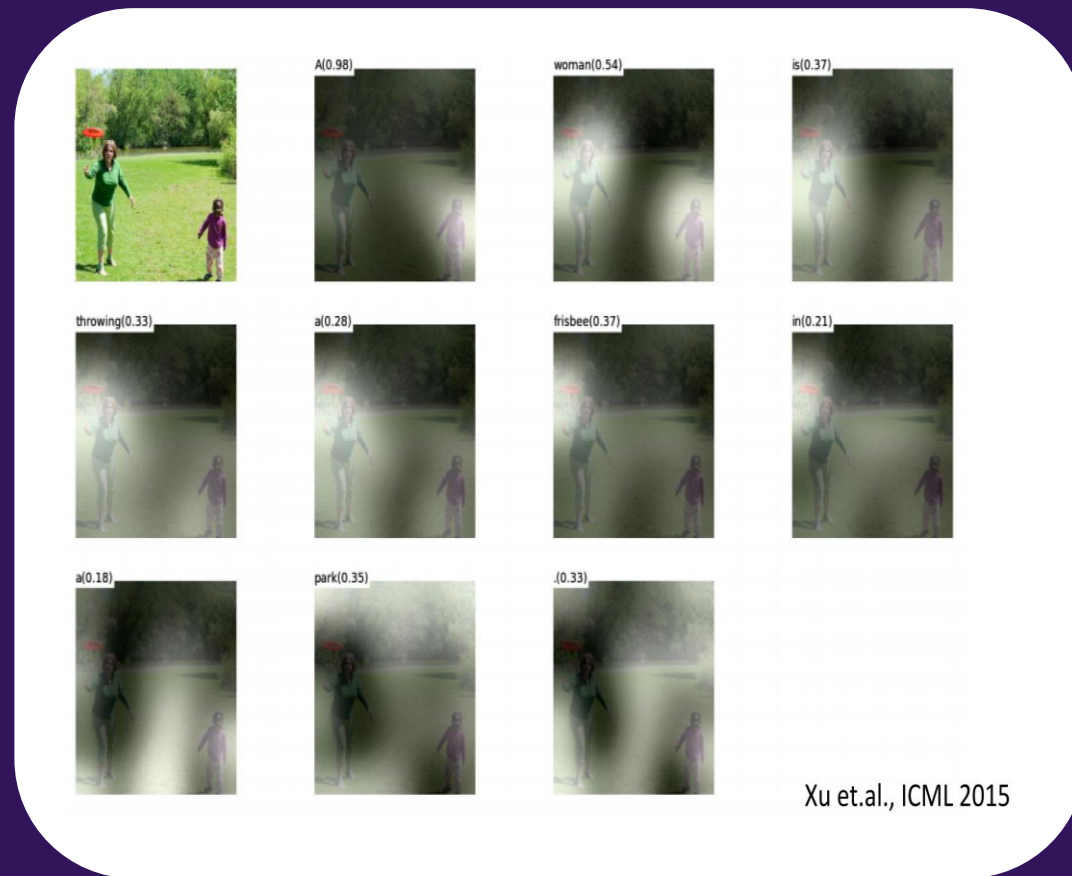 A(0.98)
woman(0.54)
is(0.37)
throwing(0.33)
a(0.28)
frisbee(0.37)
in(0.21)
a(0.18)
park(0.35)
.(0.33)
Xu et.al., ICML 2015